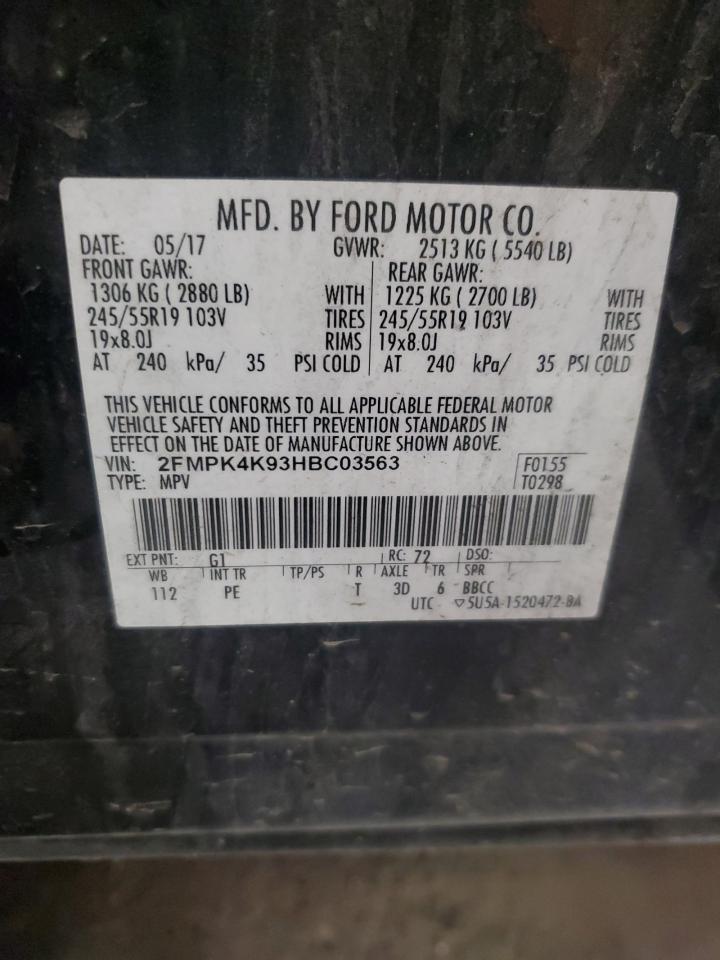 MFD. BY FORD MOTOR CO.
DATE: 05/17 GVWR: 2513 KG ( 5540 LB)
FRONT GAWR: REAR GAWR:
1306 KG ( 2880 LB) WITH 1225 KG ( 2700 LB) WITH
245/55R19 103V TIRES 245/55R19 103V TIRES
19x8.0J RIMS 19x8.0J RIMS
AT 240 kPa/ 35 PSI COLD AT 240 kPa/ 35 PSI COLD
THIS VEHICLE CONFORMS TO ALL APPLICABLE FEDERAL MOTOR
VEHICLE SAFETY AND THEFT PREVENTION STANDARDS IN
EFFECT ON THE DATE OF MANUFACTURE SHOWN ABOVE.
VIN: 2FMPK4K93HBC03563 F0155
TYPE: MPV T0298
EXT PNT: G1 RC: 72 DSO:
WB INT TR TP/PS R AXLE TR SPR
112 PE T 3D 6 BBCC
UTC ▽5U5A-1520472-BA